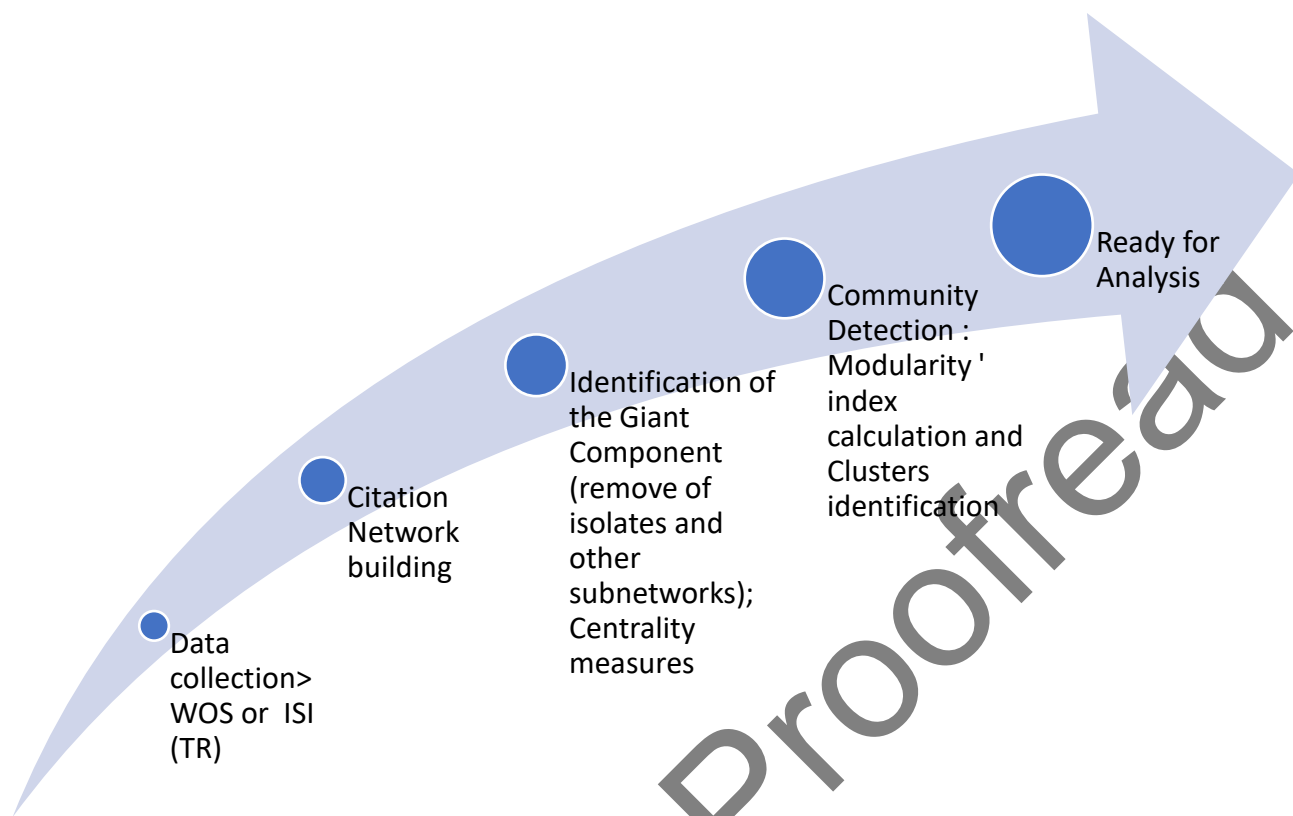 Data
collection>
WOS or  ISI
(TR)
Citation
Network
building
Identification of
the Giant
Component
(remove of
isolates and
other
subnetworks);
Centrality
measures
Community
Detection :
Modularity '
index
calculation and
Clusters
identification
Ready for
Analysis
Proofread